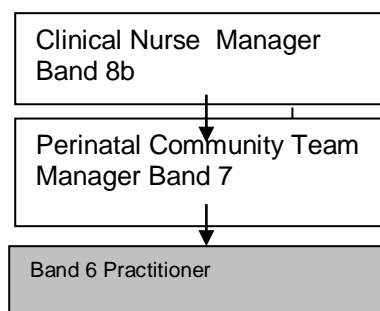 Clinical Nurse  Manager
Band 8b
Perinatal Community Team
Manager Band 7
Band 6 Practitioner